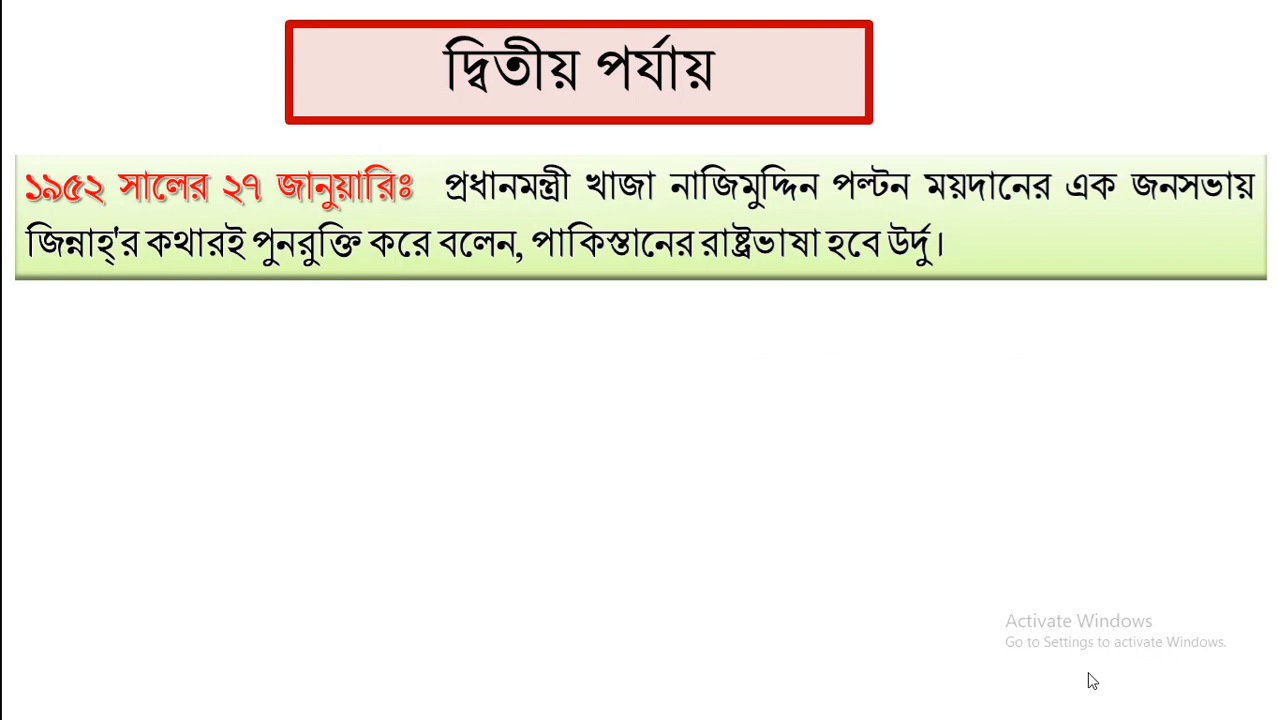 দ্বিতীয় পর্যায়
১৯৫২ সালের ২৭ জানুয়ারিঃ প্রধানমন্ত্রী খাজা নাজিমুদ্দিন পল্টন ময়দানের এক জনসভায়
জিন্নাহ্'র কথারই পুনরুক্তি করে বলেন, পাকিস্তানের রাষ্ট্রভাষা হবে উর্দু।
Activate Windows
Go to Settings to activate Windows.